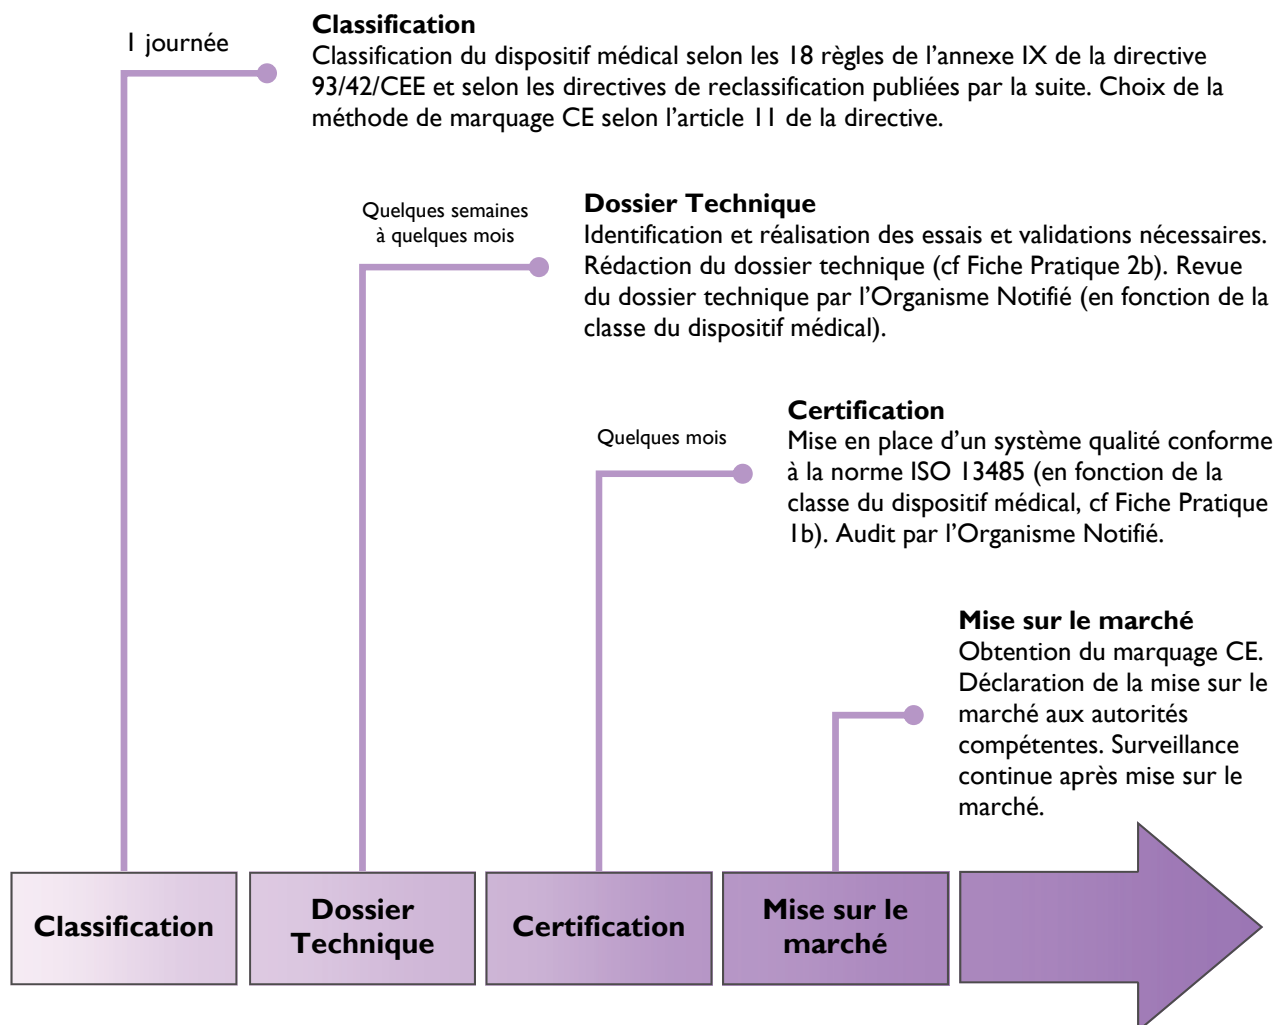 1 journée
Classification
Classification du dispositif médical selon les 18 règles de l’annexe IX de la directive
93/42/CEE et selon les directives de reclassification publiées par la suite. Choix de la
méthode de marquage CE selon l’article 11 de la directive.
Quelques semaines
à quelques mois
Dossier Technique
Identification et réalisation des essais et validations nécessaires.
Rédaction du dossier technique (cf Fiche Pratique 2b). Revue
du dossier technique par l’Organisme Notifié (en fonction de la
classe du dispositif médical).
Quelques mois
Certification
Mise en place d’un système qualité conforme
à la norme ISO 13485 (en fonction de la
classe du dispositif médical, cf Fiche Pratique
1b). Audit par l’Organisme Notifié.
Mise sur le marché
Obtention du marquage CE.
Déclaration de la mise sur le
marché aux autorités
compétentes. Surveillance
continue après mise sur le
marché.
Classification
Dossier
Technique
Certification
Mise sur le
marché